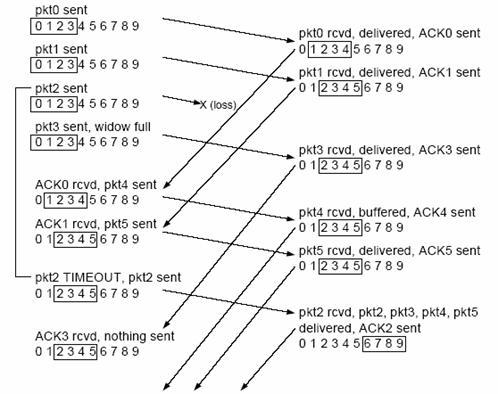 pkt0 sent
0 1 2 3 4 5 6 7 8 9
pkt1 sent
0 1 2 3 4 5 6 7 8 9
pkt2 sent
0 1 2 3 4 5 6 7 8 9
X (loss)
pkt3 sent, widow full
0 1 2 3 4 5 6 7 8 9
ACK0 rcvd, pkt4 sent
0 1 2 3 4 5 6 7 8 9
ACK1 rcvd, pkt5 sent
0 1 2 3 4 5 6 7 8 9
pkt2 TIMEOUT, pkt2 sent
0 1 2 3 4 5 6 7 8 9
ACK3 rcvd, nothing sent
0 1 2 3 4 5 6 7 8 9
pkt0 rcvd, delivered, ACK0 sent
0 1 2 3 4 5 6 7 8 9
pkt1 rcvd, delivered, ACK1 sent
0 1 2 3 4 5 6 7 8 9
pkt3 rcvd, delivered, ACK3 sent
0 1 2 3 4 5 6 7 8 9
pkt4 rcvd, buffered, ACK4 sent
0 1 2 3 4 5 6 7 8 9
pkt5 rcvd, delivered, ACK5 sent
0 1 2 3 4 5 6 7 8 9
pkt2 rcvd, pkt2, pkt3, pkt4, pkt5
delivered, ACK2 sent
0 1 2 3 4 5 6 7 8 9